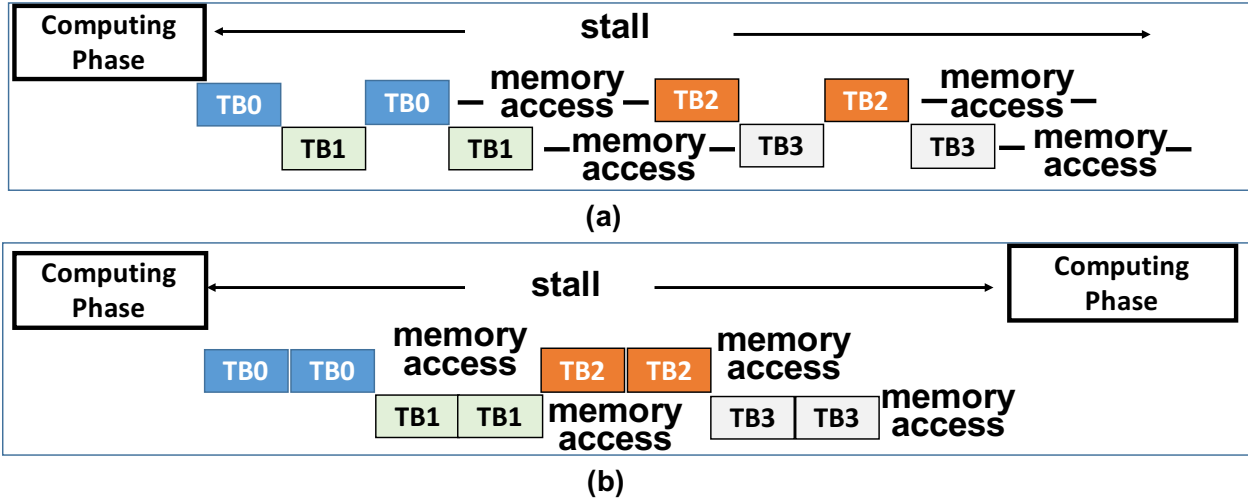 Computing
Phase
stall
TB0
TB0
memory
access
TB2
TB2
memory
access
TB1
TB1
memory
access
TB3
TB3
memory
access
(a)
Computing
Phase
stall
Computing
Phase
TB0
TB0
memory
access
TB2
TB2
memory
access
TB1
TB1
memory
access
TB3
TB3
memory
access
(b)